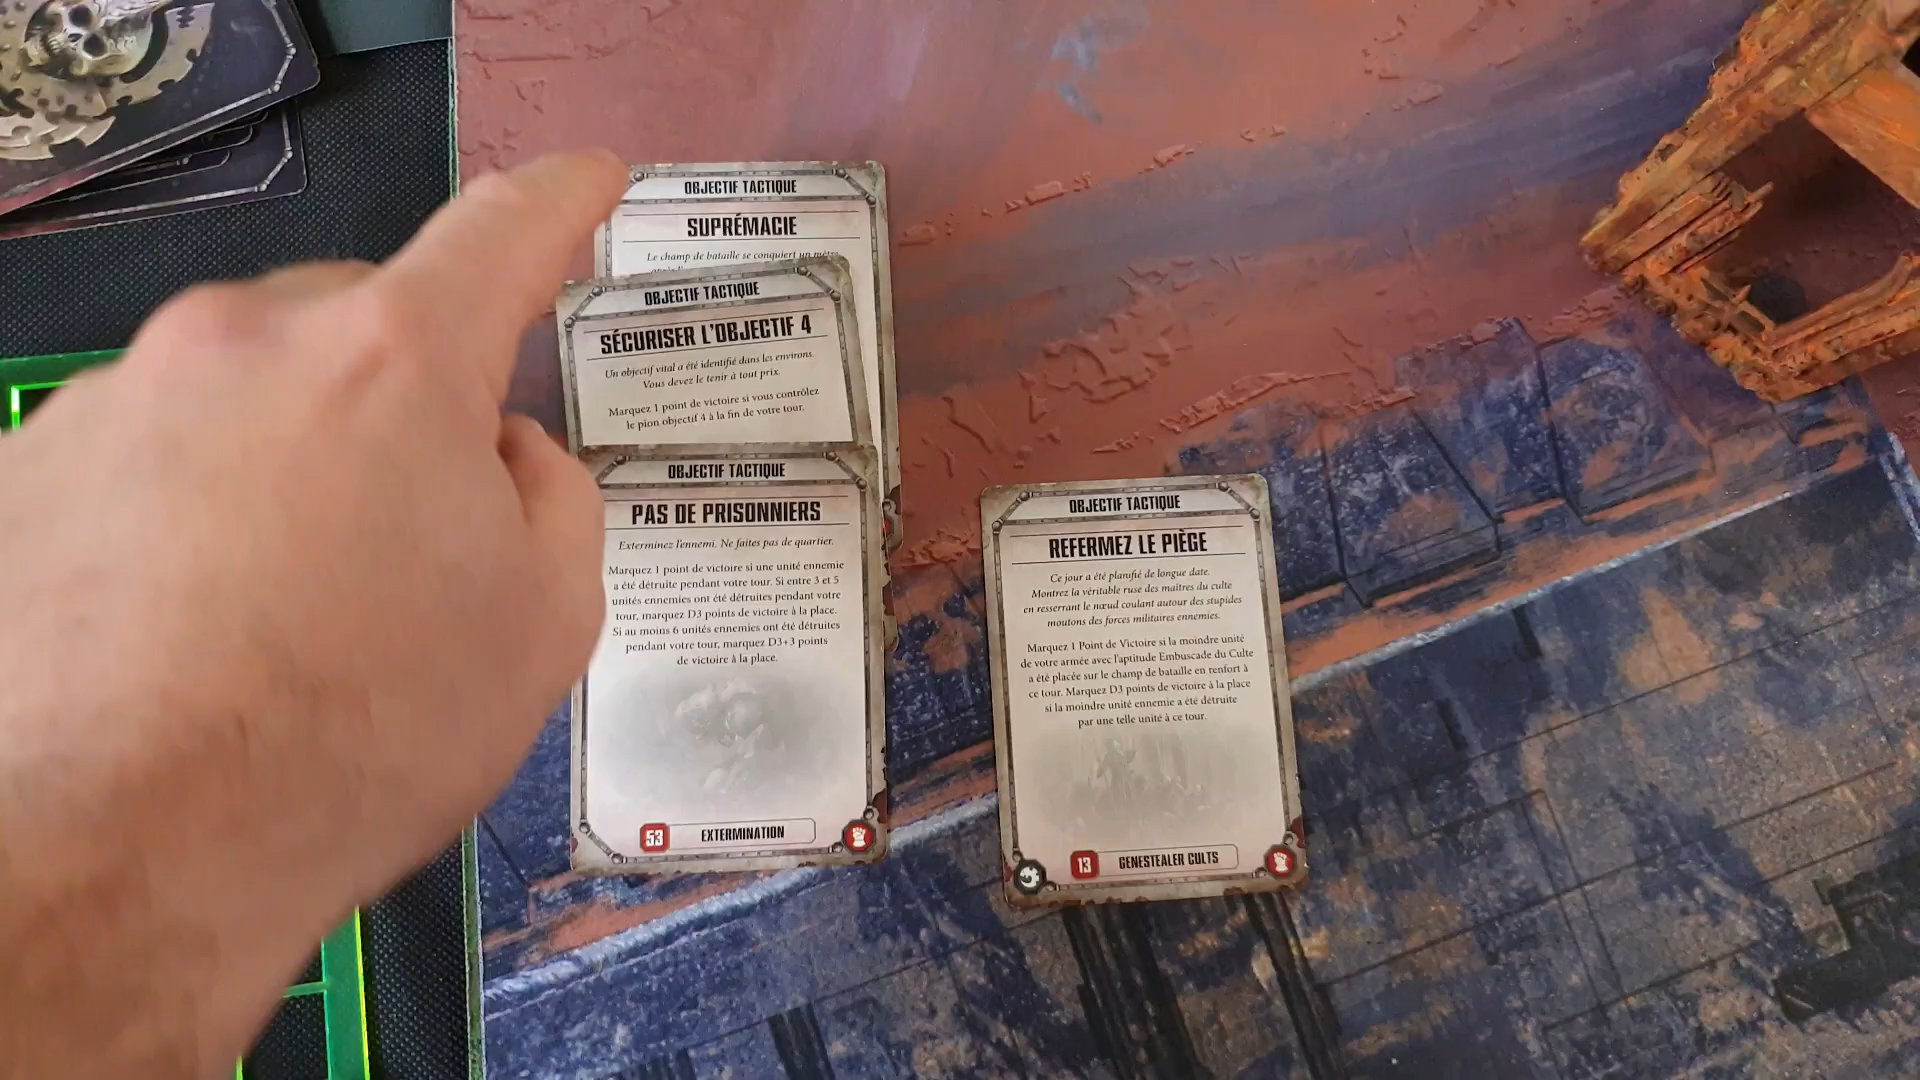 OBJECTIF TACTIQUE
SUPRÉMACIE
Le champ de bataille se conquiert un mètre
OBJECTIF TACTIQUE
SÉCURISER L'OBJECTIF 4
Un objectif vital a été identifié dans les environs.
Vous devez le tenir à tout prix.
Marquez 1 point de victoire si vous contrôlez
le pion objectif 4 à la fin de votre tour.
OBJECTIF TACTIQUE
PAS DE PRISONNIERS
Exterminez l'ennemi. Ne faites pas de quartier.
Marquez 1 point de victoire si une unité ennemie
a été détruite pendant votre tour. Si entre 3 et 5
unités ennemies ont été détruites pendant votre
tour, marquez D3 points de victoire à la place.
Si au moins 6 unités ennemies ont été détruites
pendant votre tour, marquez D3+3 points
de victoire à la place.
53 EXTERMINATION
OBJECTIF TACTIQUE
REFERMEZ LE PIÈGE
Ce jour a été planifié de longue date.
Montrez la véritable ruse des maîtres du culte
en resserrant le nœud coulant autour des stupides
moutons des forces militaires ennemies.
Marquez 1 Point de Victoire si la moindre unité
de votre armée avec l'aptitude Embuscade du Culte
a été placée sur le champ de bataille en renfort à
ce tour. Marquez D3 points de victoire à la place
si la moindre unité ennemie a été détruite
par une telle unité à ce tour.
13 GENESTEALER CULTS